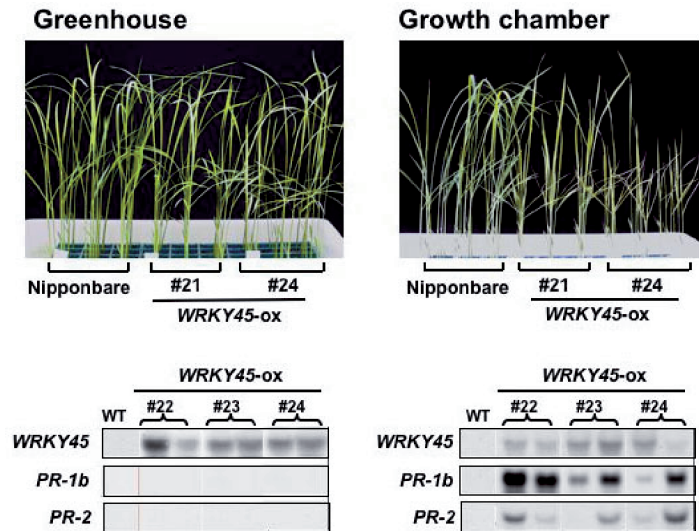 Greenhouse
Growth chamber
Nipponbare
#21
#24
WRKY45-ox
Nipponbare
#21
#24
WRKY45-ox
WRKY45-ox
WT
#22
#23
#24
WRKY45
PR-1b
PR-2
WRKY45-ox
WT
#22
#23
#24
WRKY45
PR-1b
PR-2